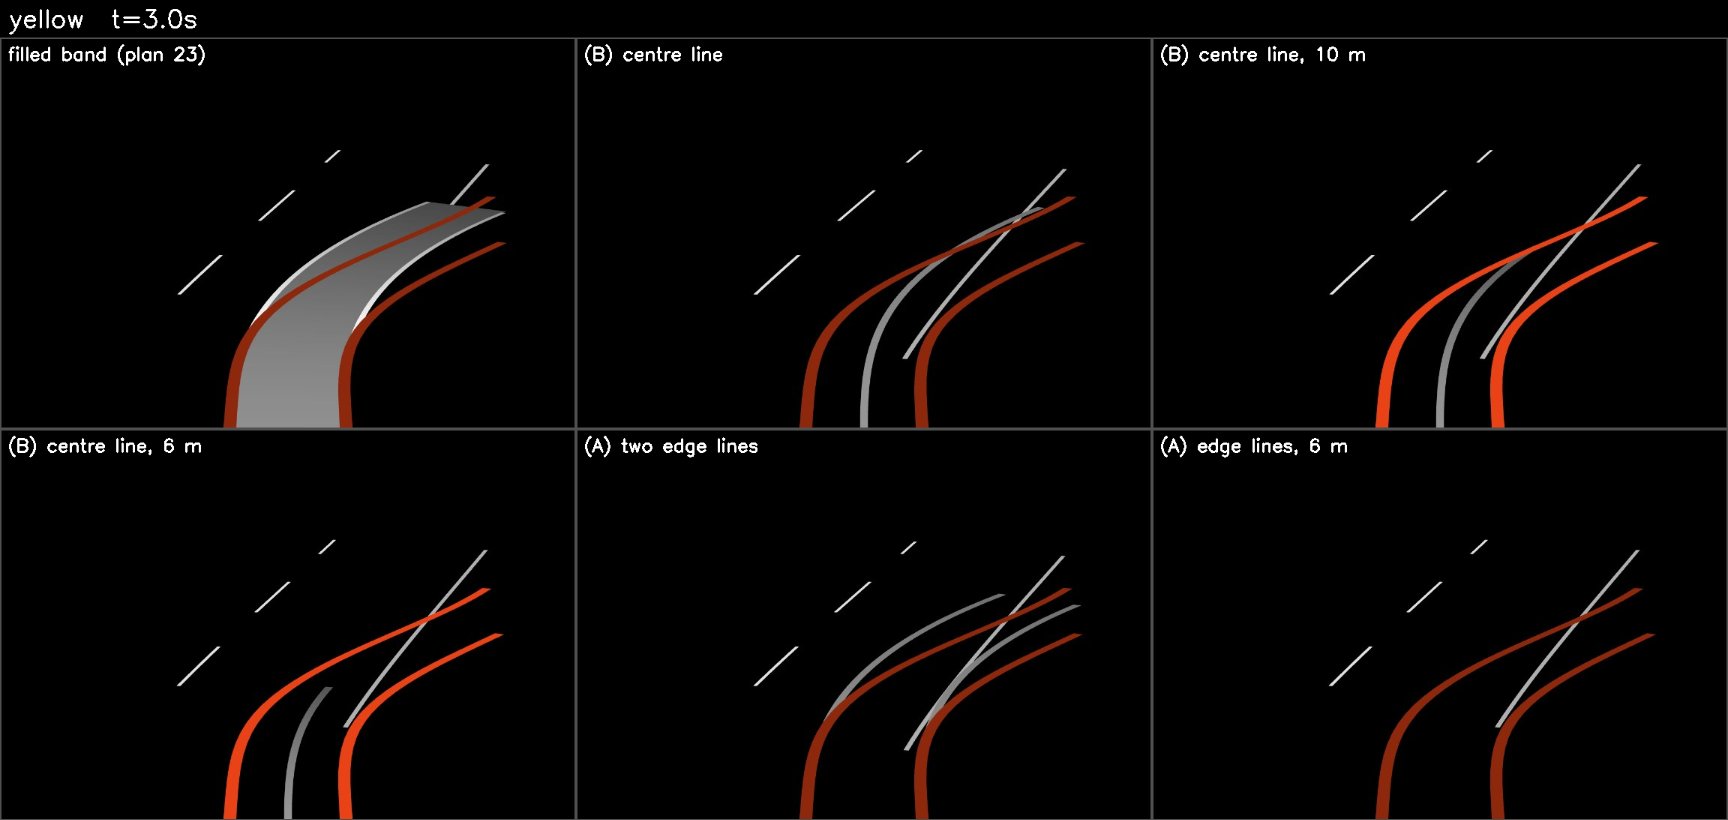 yellow t=3.0s
filled band (plan 23)
(B) centre line
(B) centre line, 10 m
(B) centre line, 6 m
(A) two edge lines
(A) edge lines, 6 m